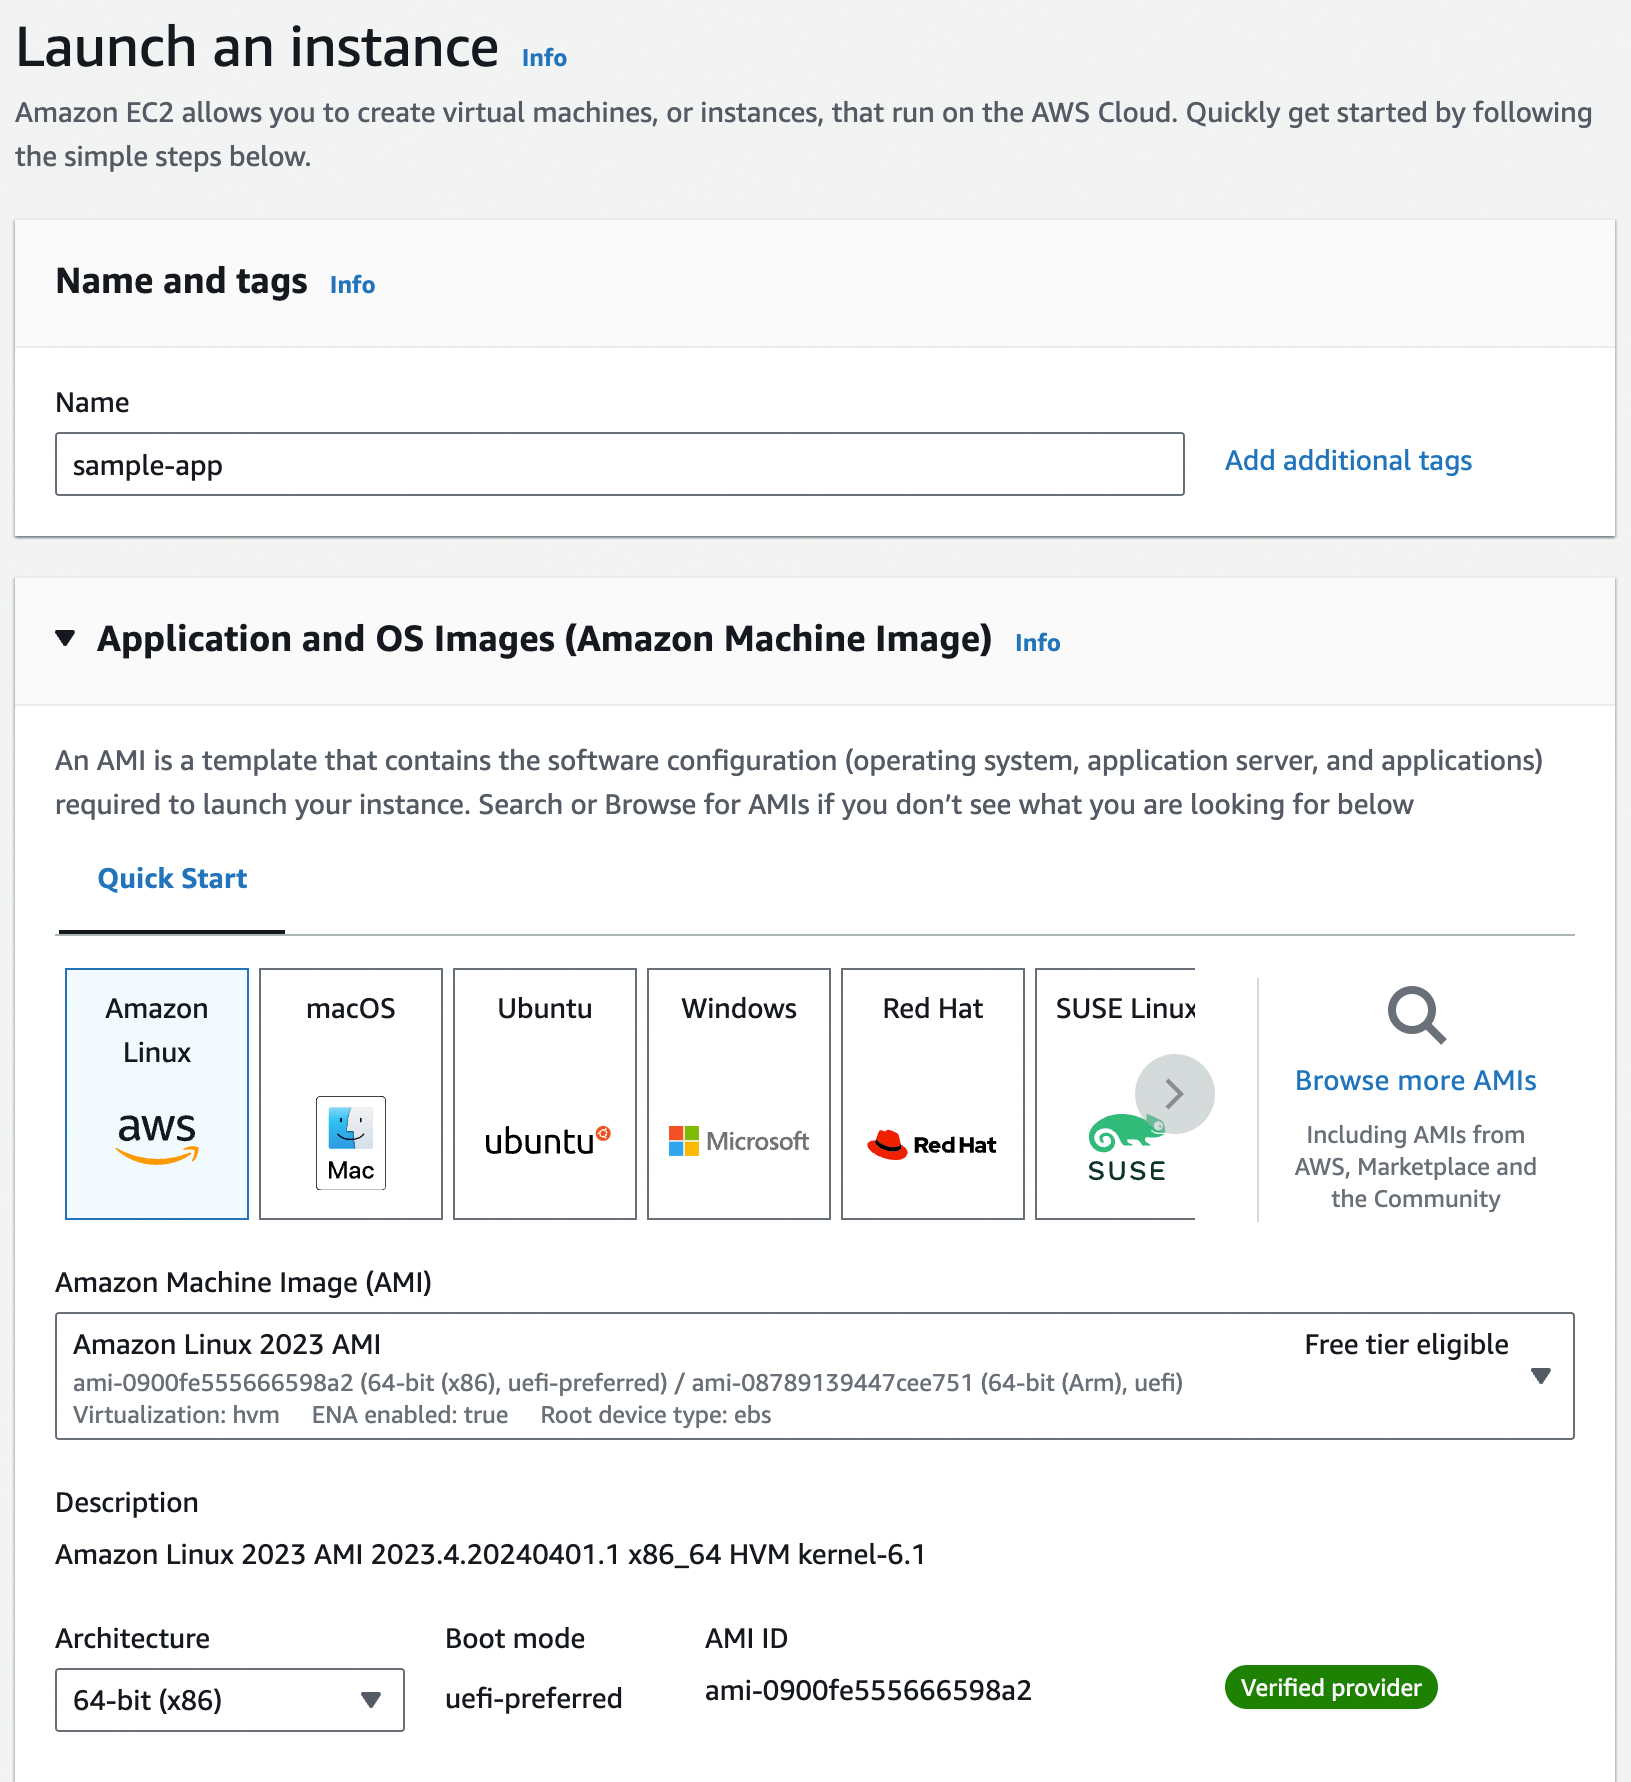 Launch an instance Info
Amazon EC2 allows you to create virtual machines, or instances, that run on the AWS Cloud. Quickly get started by following
the simple steps below.
Name and tags Info
Name
sample-app
Add additional tags
Application and OS Images (Amazon Machine Image) Info
An AMI is a template that contains the software configuration (operating system, application server, and applications)
required to launch your instance. Search or Browse for AMIs if you don’t see what you are looking for below
Quick Start
Amazon
Linux
aws
macOS
Mac
Ubuntu
ubuntu
Windows
Microsoft
Red Hat
Red Hat
SUSE Linux
SUSE
Browse more AMIs
Including AMIs from
AWS, Marketplace and
the Community
Amazon Machine Image (AMI)
Amazon Linux 2023 AMI
Free tier eligible
ami-0900fe555666598a2 (64-bit (x86), uefi-preferred) / ami-08789139447cee751 (64-bit (Arm), uefi)
Virtualization: hvm ENA enabled: true Root device type: ebs
Description
Amazon Linux 2023 AMI 2023.4.20240401.1 x86_64 HVM kernel-6.1
Architecture
64-bit (x86)
Boot mode
uefi-preferred
AMI ID
ami-0900fe555666598a2
Verified provider